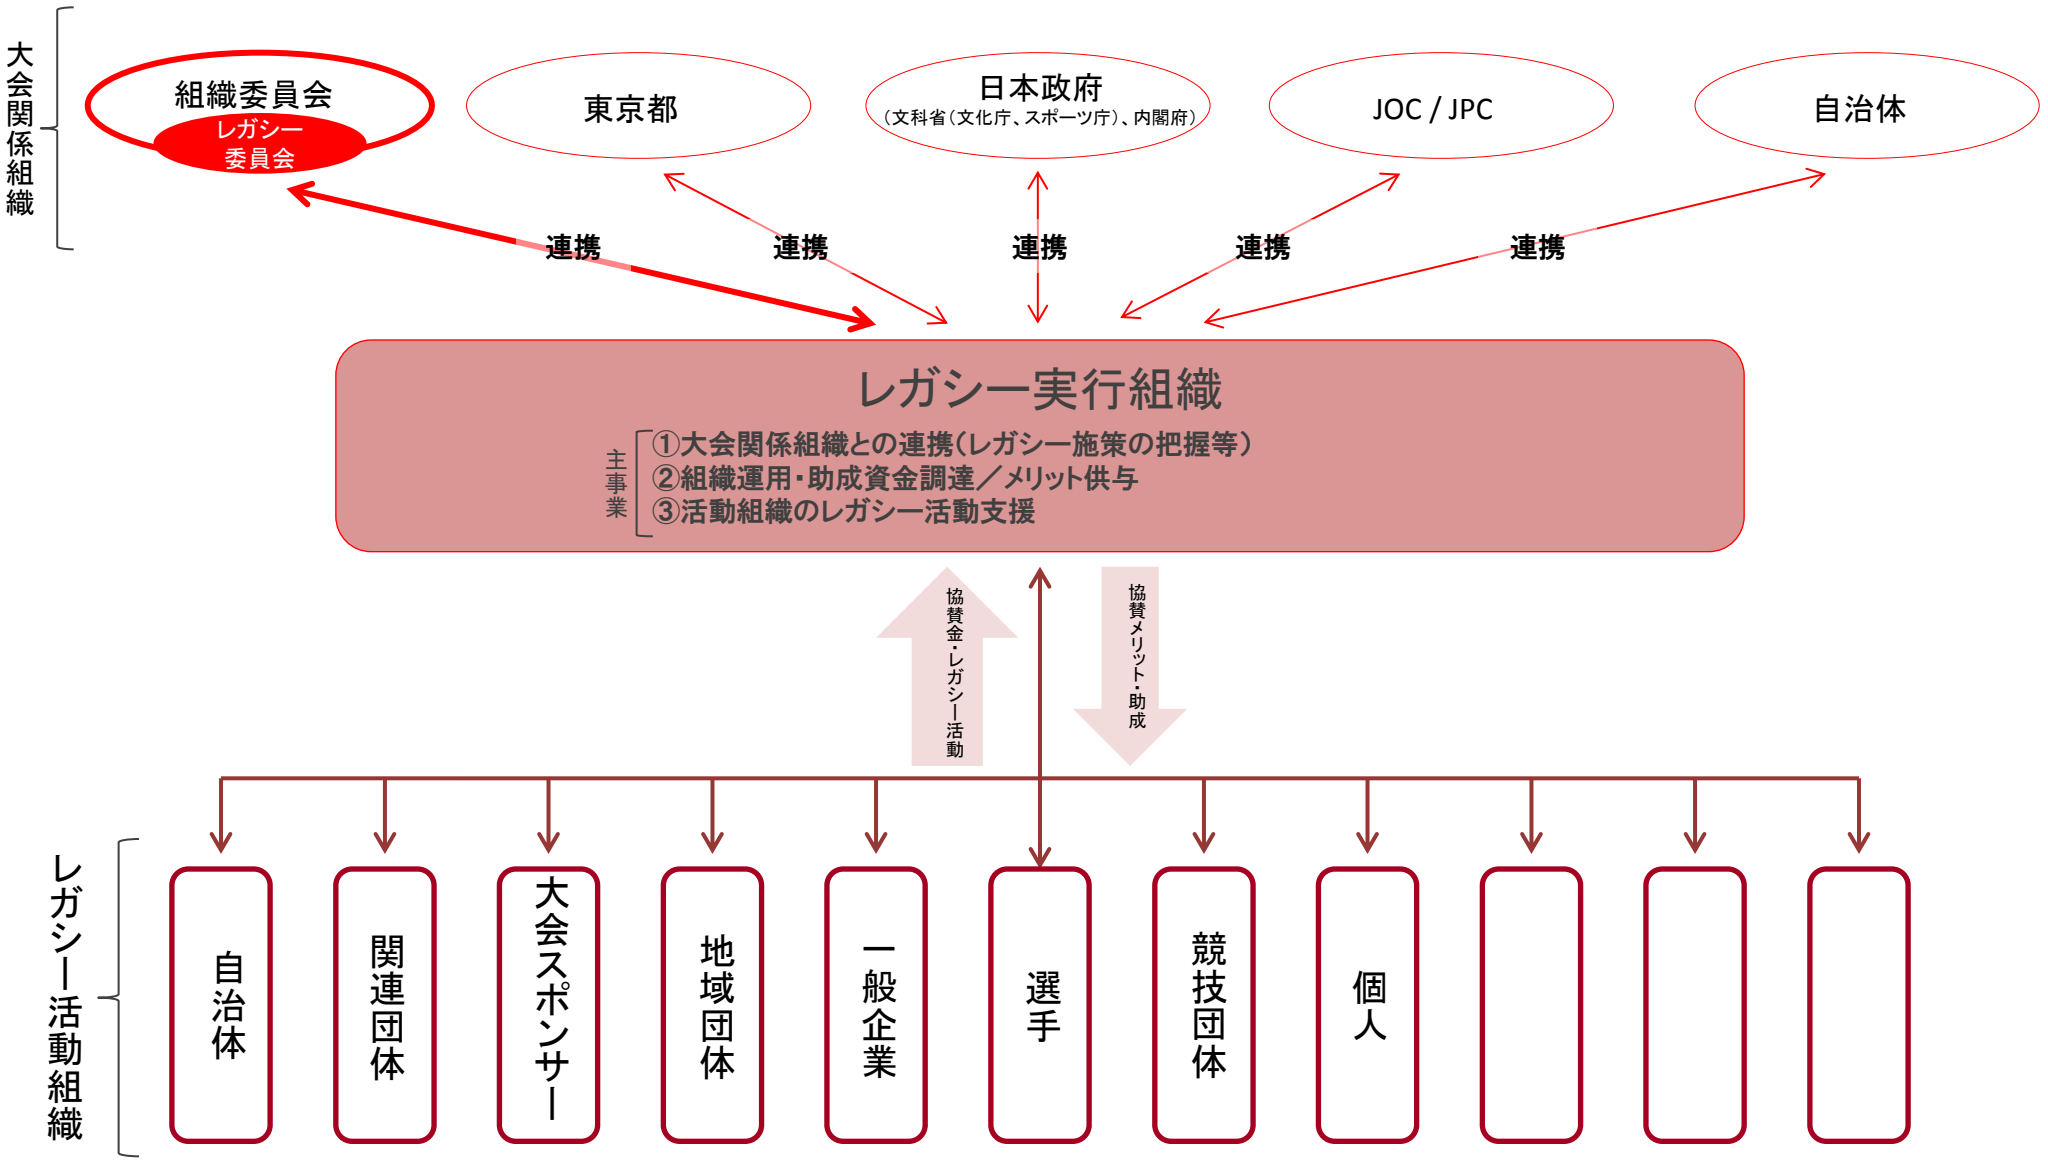 大会関係組織
組織委員会
レガシー
委員会
東京都
日本政府
（文科省（文化庁、スポーツ庁）、内閣府）
JOC / JPC
自治体
連携
連携
連携
連携
連携
レガシー実行組織
主事業
①大会関係組織との連携（レガシー施策の把握等）
②組織運用・助成資金調達／メリット供与
③活動組織のレガシー活動支援
協賛金・レガシー活動
協賛メリット・助成
レガシー活動組織
自治体
関連団体
大会スポンサー
地域団体
一般企業
選手
競技団体
個人